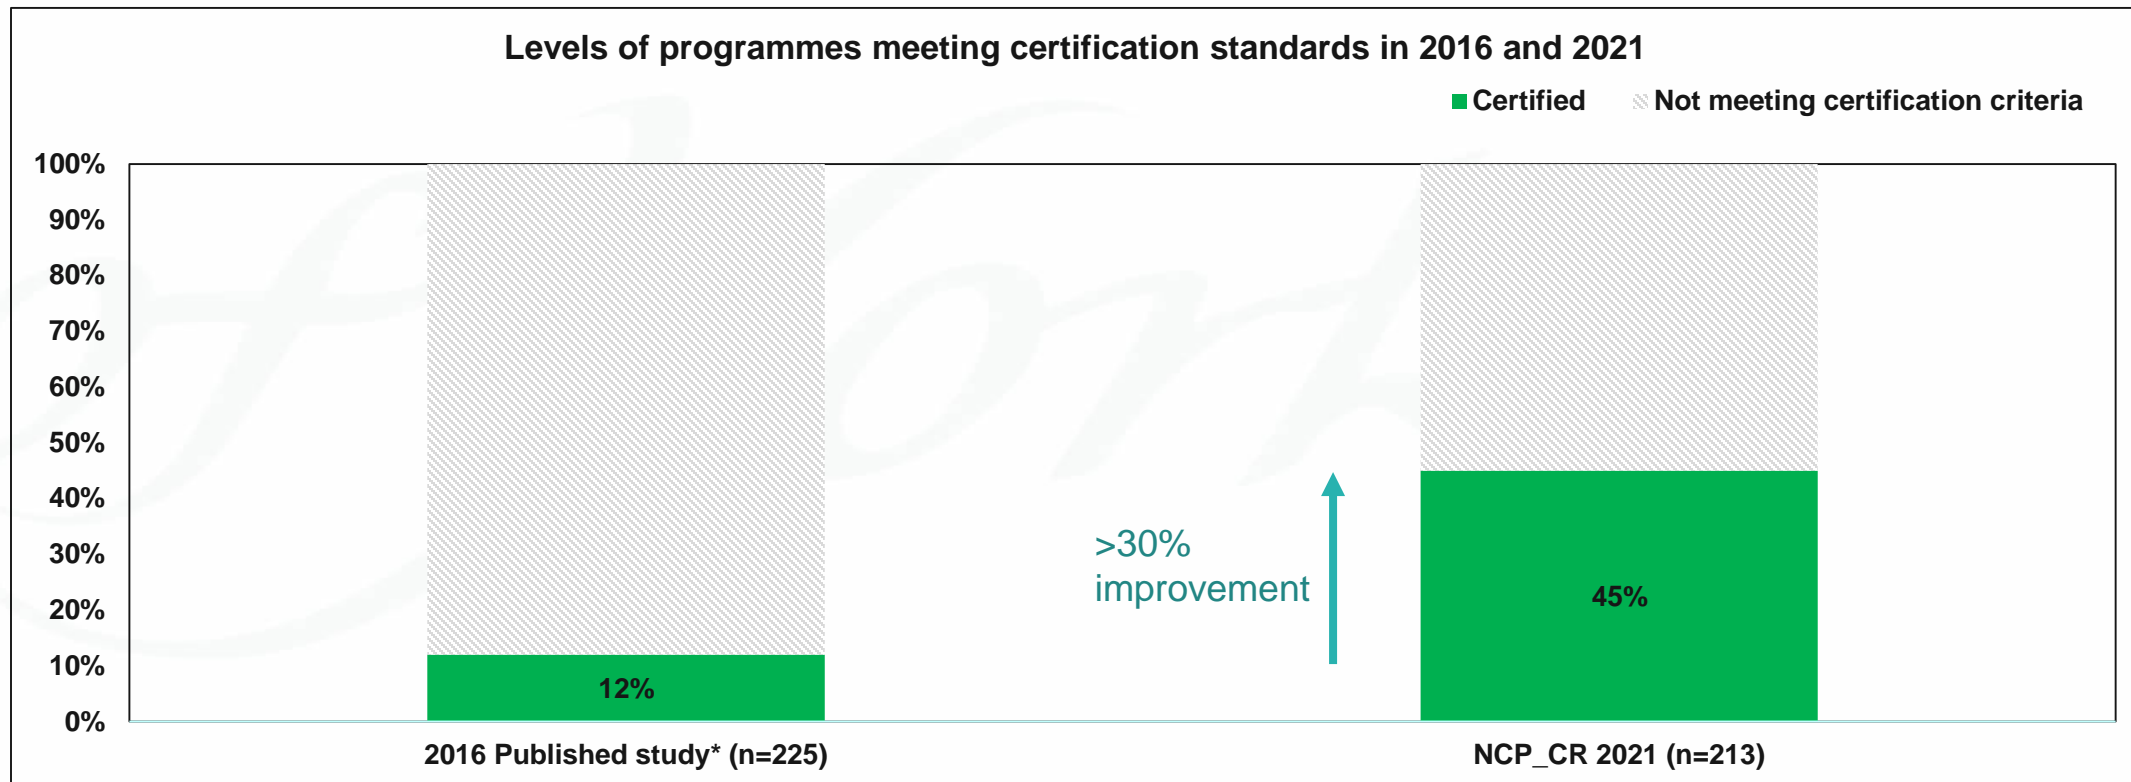 Levels of programmes meeting certification standards in 2016 and 2021
Certified Not meeting certification criteria
100%
90%
80%
70%
60%
50%
40%
30%
20%
10%
0%
>30%
improvement
12%
45%
2016 Published study* (n=225)
NCP_CR 2021 (n=213)